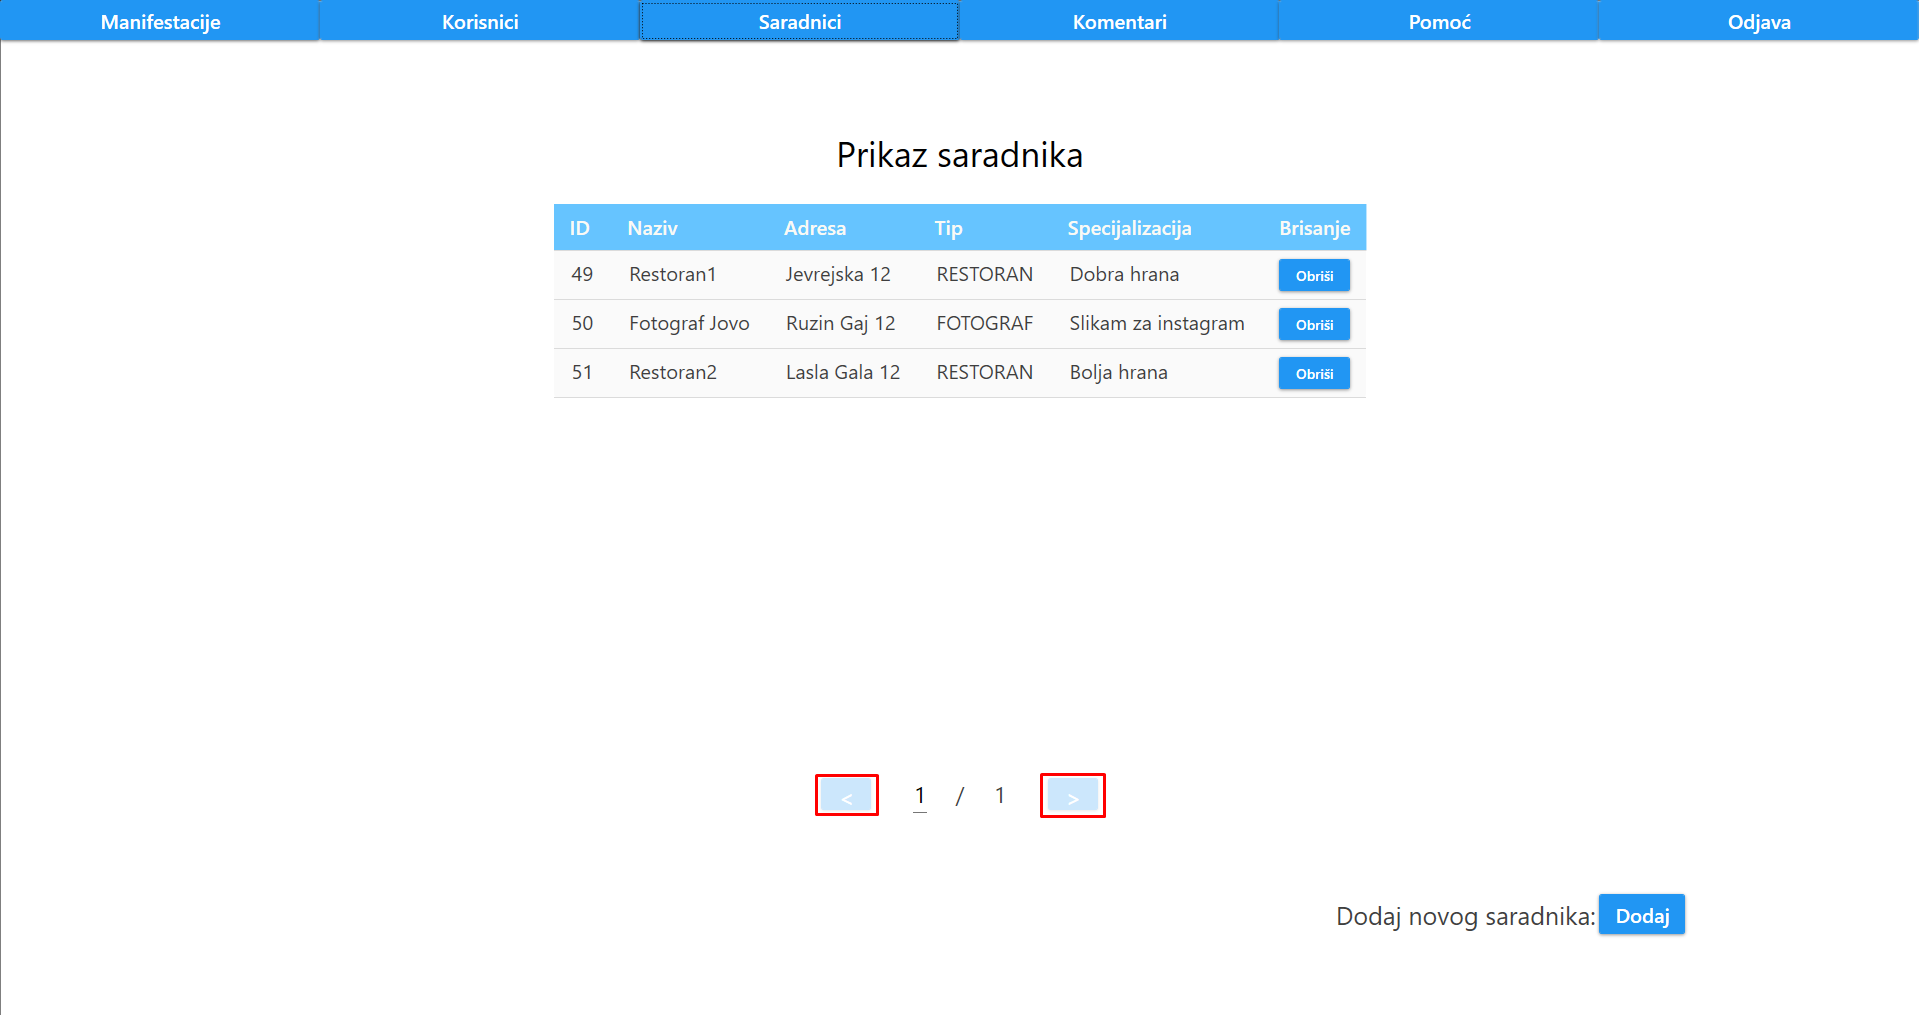 Manifestacije Korisnici Saradnici Komentari Pomoć Odjava
Prikaz saradnika
ID Naziv Adresa Tip Specijalizacija Brisanje
49 Restoran1 Jevrejska 12 RESTORAN Dobra hrana Obriši
50 Fotograf Jovo Ruzin Gaj 12 FOTOGRAF Slikam za instagram Obriši
51 Restoran2 Lasla Gala 12 RESTORAN Bolja hrana Obriši
< 1 / 1 >
Dodaj novog saradnika: Dodaj